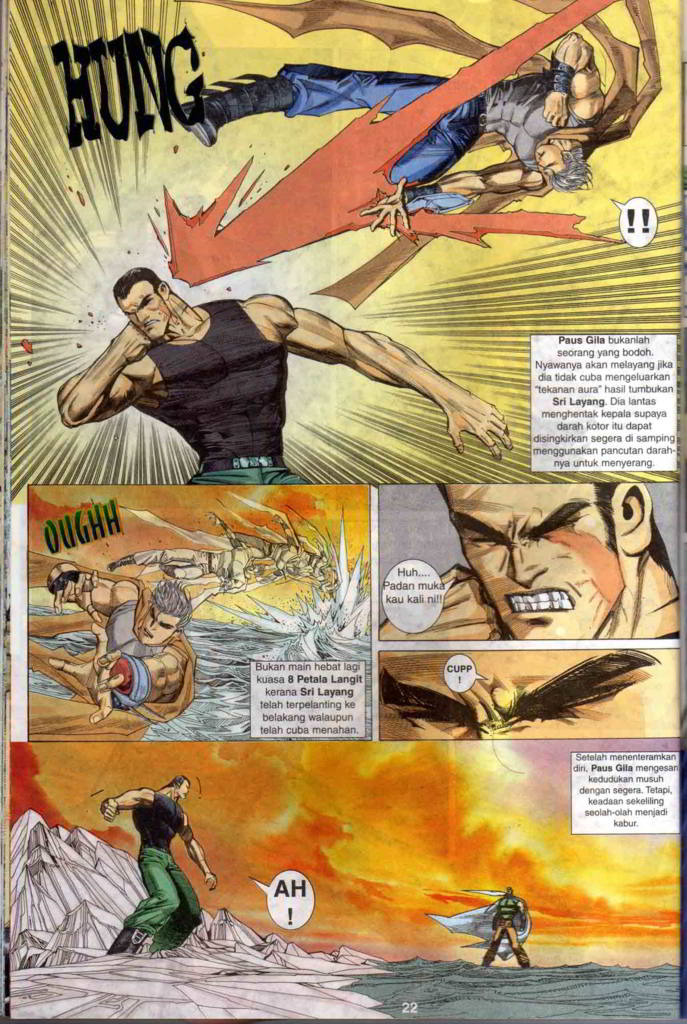 HUNG
!!
Paus Gila bukanlah
seorang yang bodoh.
Nyawanya akan melayang jika
dia tidak cuba mengeluarkan
"tekanan aura" hasil tumbukan
Sri Layang. Dia lantas
menghentak kepala supaya
darah kotor itu dapat
disingkirkan segera di samping
menggunakan pancutan darah-
nya untuk menyerang.
OUGHH
Bukan main hebat lagi
kuasa 8 Petala Langit
kerana Sri Layang
telah terpelanting ke
belakang walaupun
telah cuba menahan.
Huh....
Padan muka
kau kali ni!!
CUPP
!
Setelah menenteramkan
diri, Paus Gila mengesan
kedudukan musuh
dengan segera. Tetapi,
keadaan sekeliling
seolah-olah menjadi
kabur.
AH
!
22